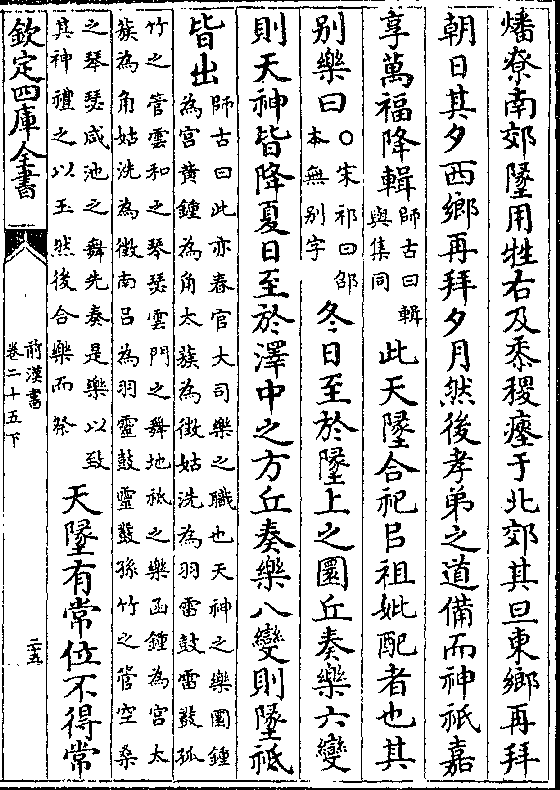 燔尞南郊墬用牲右及黍稷瘞于北郊其旦東鄉再拜
朝日其夕西鄉再拜夕月然後孝弟之道備而神祇嘉
享萬福降輯師古曰輯與集同此天墬合祀㠯祖妣配者也其
别樂曰○宋祁曰邵本無别字冬日至於墬上之圜丘奏樂六變
則天神皆降夏日至於澤中之方丘奏樂八變則墬祇
皆出師古曰此亦春官大司樂之職也天神之樂圜鍾為宫黄鍾為角太蔟為徵姑洗為羽雷鼓雷鼗孤
竹之管雲和之琴瑟雲門之舞地祇之樂函鍾為宫太蔟為角姑洗為徵南吕為羽靈鼓靈鼗孫竹之管空桑
之琴瑟咸池之舞先奏是樂以致其神禮之以玉然後合樂而祭天墬有常位不得常
欽定四庫全書
前漢書
卷二十五下
二十五